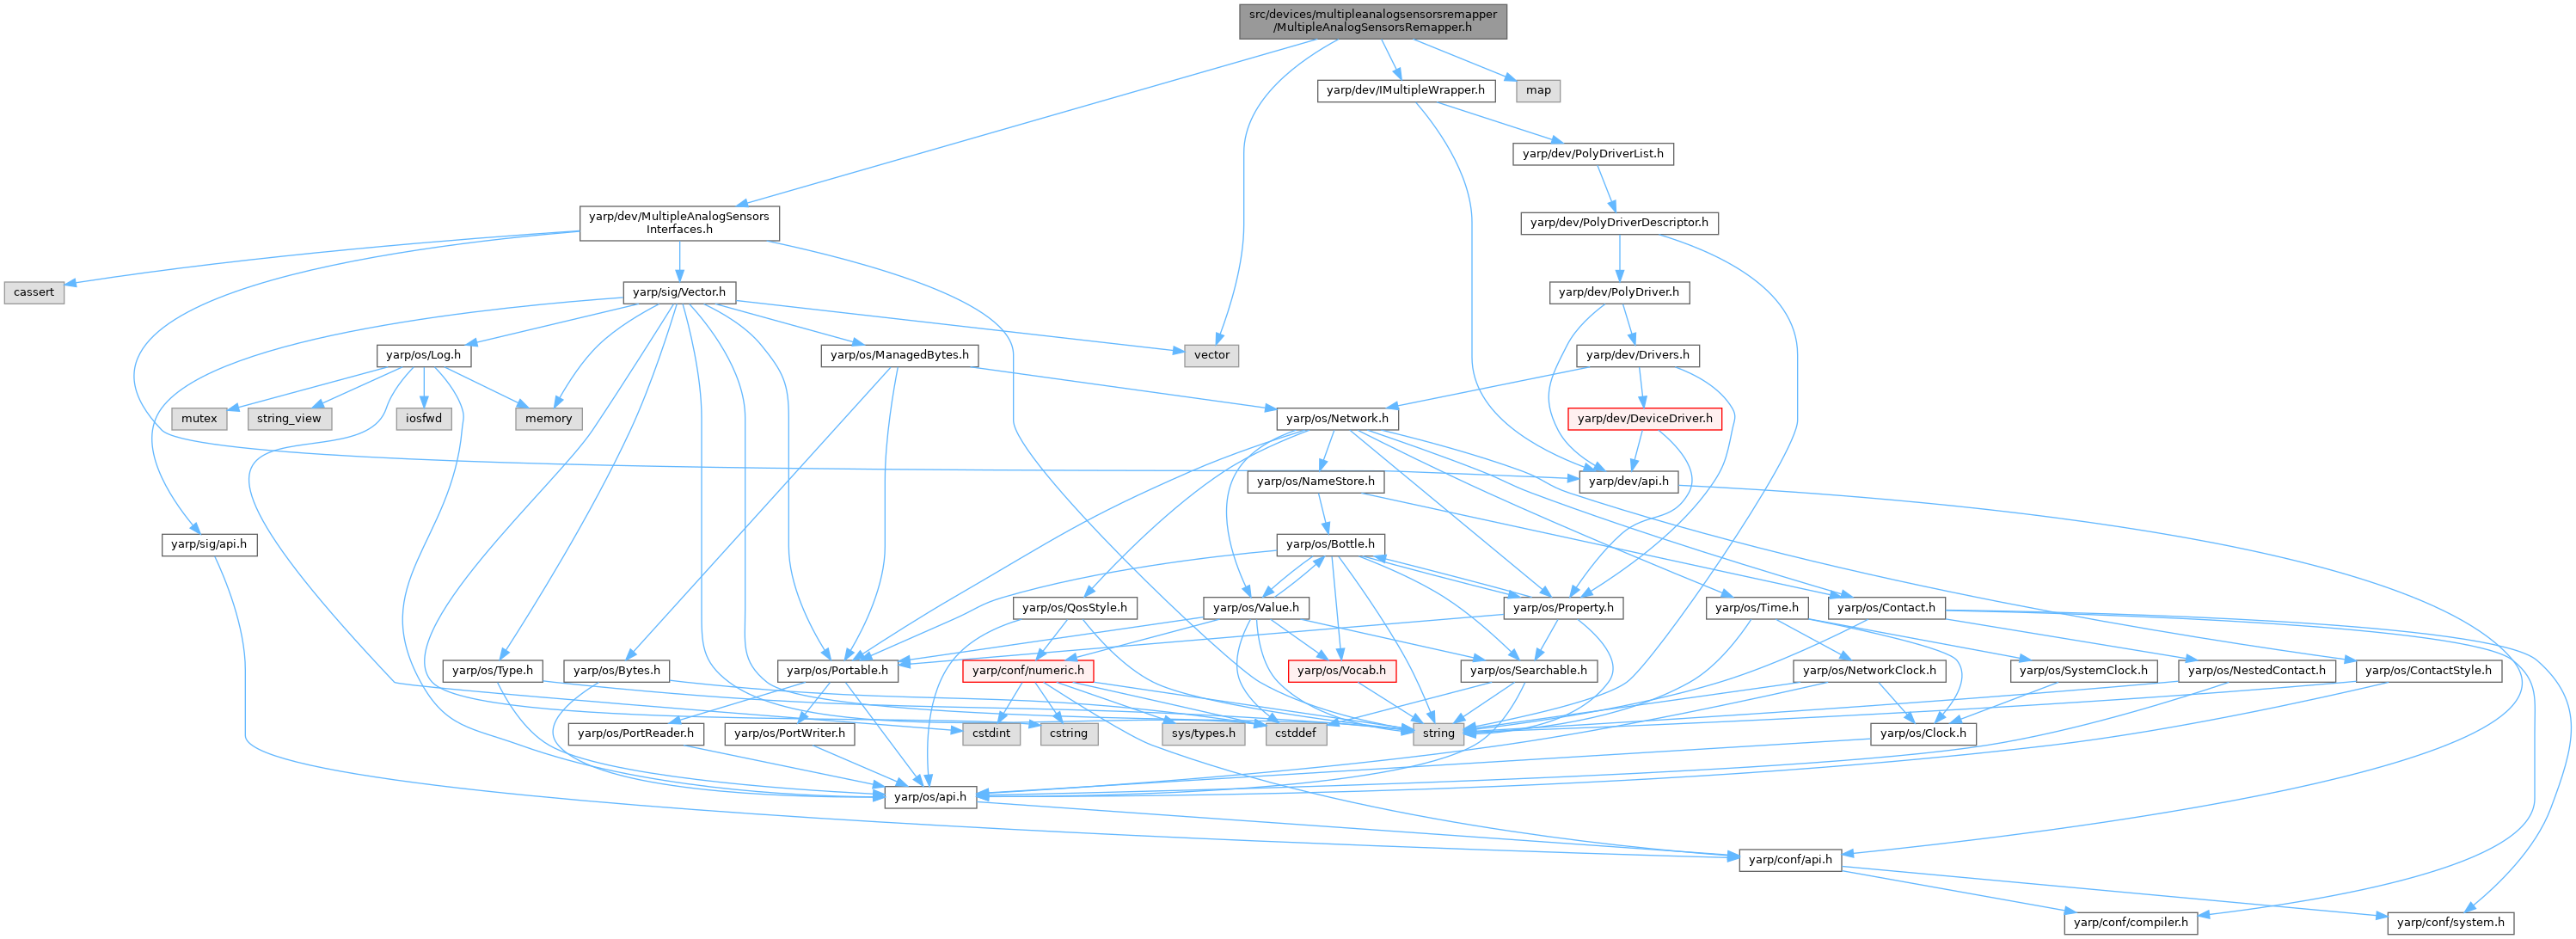 src/devices/multipleanalogsensorsremapper
/MultipleAnalogSensorsRemapper.h
yarp/dev/IMultipleWrapper.h
map
yarp/dev/PolyDriverList.h
yarp/dev/MultipleAnalogSensors
Interfaces.h
yarp/dev/PolyDriverDescriptor.h
cassert
yarp/sig/Vector.h
yarp/dev/PolyDriver.h
yarp/os/Log.h
yarp/os/ManagedBytes.h
vector
yarp/dev/Drivers.h
mutex
string_view
iosfwd
memory
yarp/os/Network.h
yarp/dev/DeviceDriver.h
yarp/os/NameStore.h
yarp/dev/api.h
yarp/sig/api.h
yarp/os/Bottle.h
yarp/os/QosStyle.h
yarp/os/Value.h
yarp/os/Property.h
yarp/os/Time.h
yarp/os/Contact.h
yarp/os/Type.h
yarp/os/Bytes.h
yarp/os/Portable.h
yarp/conf/numeric.h
yarp/os/Vocab.h
yarp/os/Searchable.h
yarp/os/NetworkClock.h
yarp/os/SystemClock.h
yarp/os/NestedContact.h
yarp/os/ContactStyle.h
yarp/os/PortReader.h
yarp/os/PortWriter.h
cstdint
cstring
sys/types.h
cstddef
string
yarp/os/Clock.h
yarp/os/api.h
yarp/conf/api.h
yarp/conf/compiler.h
yarp/conf/system.h